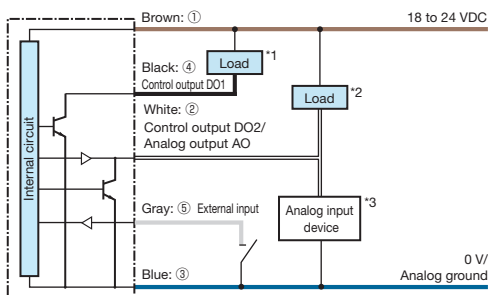 Brown: ①
18 to 24 VDC
Load
*1
Black: ④
Control output DO1
Load
*2
White: ②
Control output DO2/
Analog output AO
Internal circuit
Gray: ⑤ External input
Analog input
device
*3
Blue: ③
0 V/
Analog ground